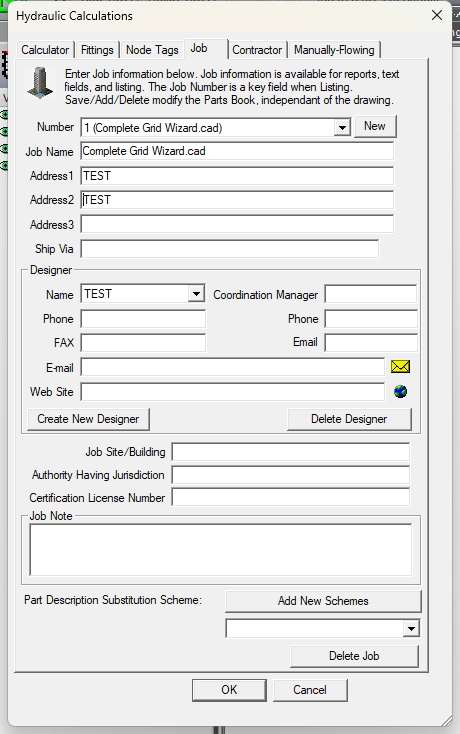 Hydraulic Calculations
Calculator Fittings Node Tags Job Contractor Manually-Flowing
Enter Job information below. Job information is available for reports, text
fields, and listing. The Job Number is a key field when Listing.
Save/Add/Delete modify the Parts Book, independant of the drawing.
Number 1 (Complete Grid Wizard.cad) New
Job Name Complete Grid Wizard.cad
Address1 TEST
Address2 TEST
Address3
Ship Via
Designer
Name TEST Coordination Manager
Phone Phone
FAX Email
E-mail
Web Site
Create New Designer Delete Designer
Job Site/Building
Authority Having Jurisdiction
Certification License Number
Job Note
Part Description Substitution Scheme: Add New Schemes
Delete Job
OK Cancel